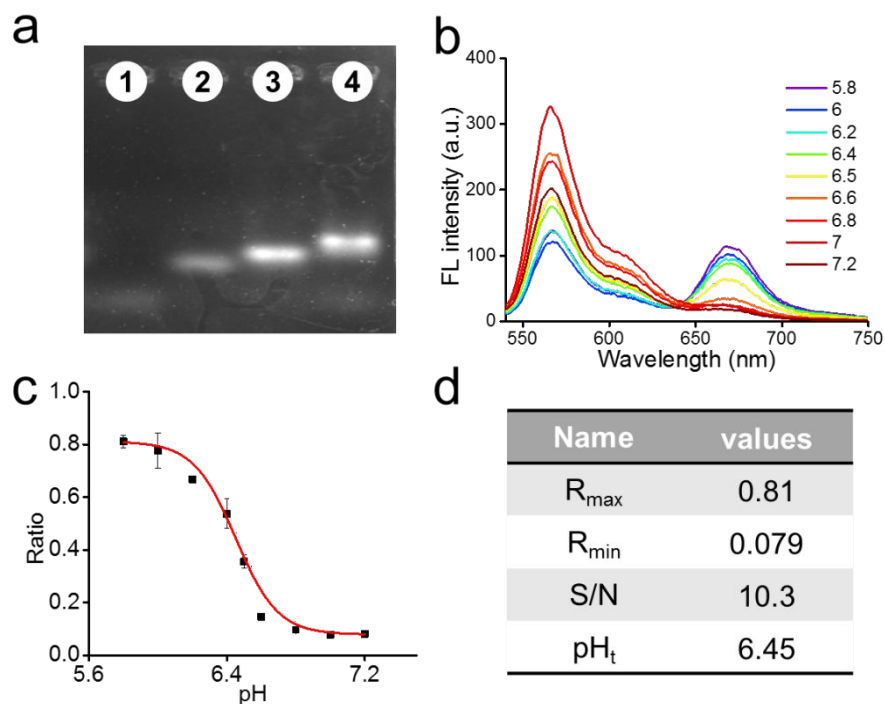 a
1 2 3 4
b
FL intensity (a.u.)
400
300
200
100
0
5.8
6
6.2
6.4
6.5
6.6
6.8
7
7.2
550 600 650 700 750
Wavelength (nm)
c
Ratio
1.0
0.8
0.6
0.4
0.2
0.0
5.6 6.4 7.2
pH
d
Name values
Rmax 0.81
Rmin 0.079
S/N 10.3
pHt 6.45